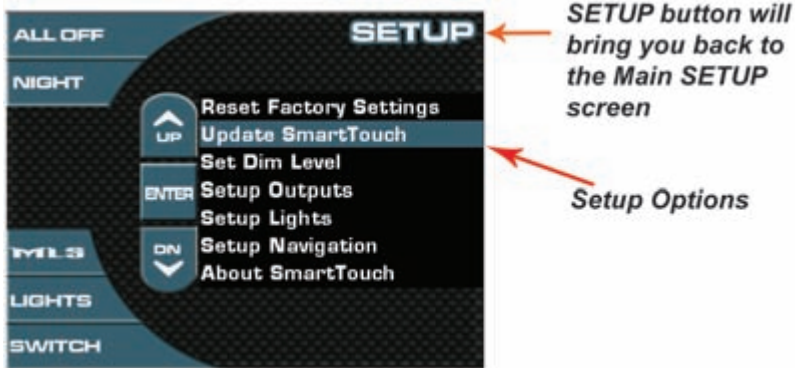 ALL OFF
NIGHT
SETUP
SETUP button will
bring you back to
the Main SETUP
screen
UP
ENTER
DN
Reset Factory Settings
Update SmartTouch
Set Dim Level
Setup Outputs
Setup Lights
Setup Navigation
About SmartTouch
Setup Options
MLS
LIGHTS
SWITCH